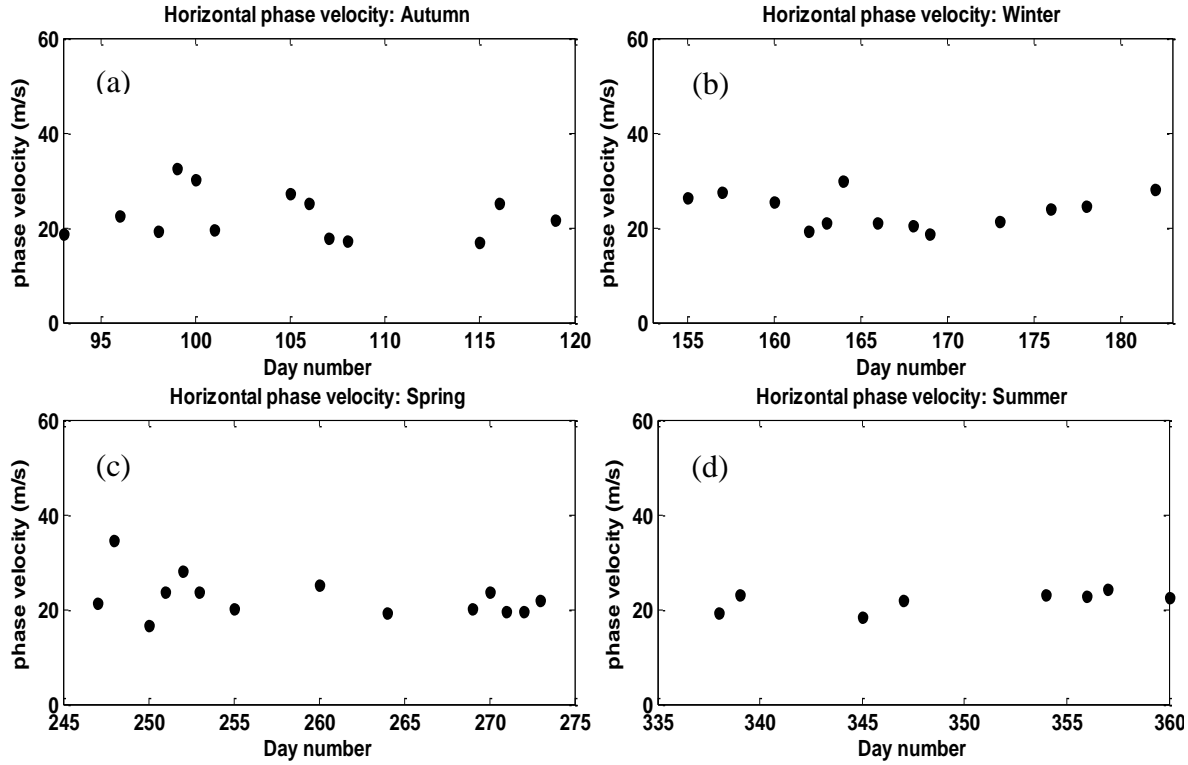 Horizontal phase velocity: Autumn
60
40
20
0
phase velocity (m/s)
(a)
95 100 105 110 115 120
Day number
Horizontal phase velocity: Winter
60
40
20
0
phase velocity (m/s)
(b)
155 160 165 170 175 180
Day number
Horizontal phase velocity: Spring
60
40
20
0
phase velocity (m/s)
(c)
245 250 255 260 265 270 275
Day number
Horizontal phase velocity: Summer
60
40
20
0
phase velocity (m/s)
(d)
335 340 345 350 355 360
Day number